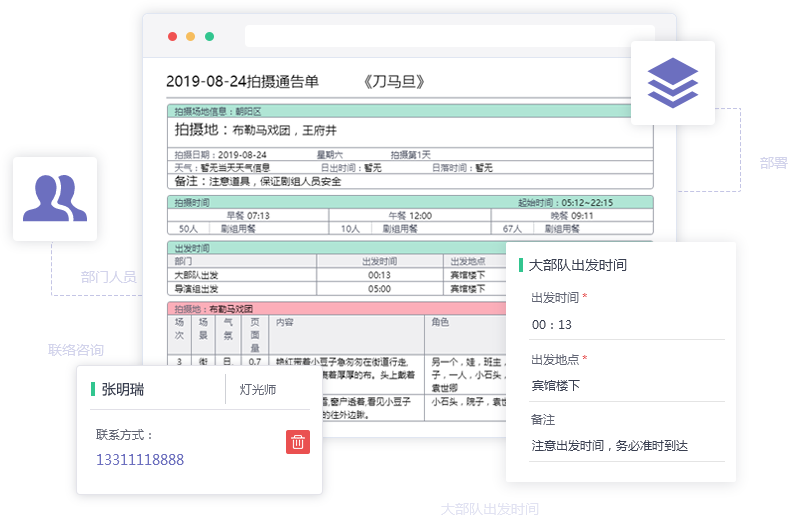 2019-08-24拍摄通告单 《刀马旦》
拍摄场地信息：朝阳区
拍摄地：布勒马戏团，王府井
拍摄日期：2019-08-24 星期六 拍摄第1天
天气：暂无当天天气信息 日出时间：暂无 日落时间：暂无
备注：注意道具，保证剧组人员安全
拍摄时间 起始时间：05:12~22:15
早餐 07:13 午餐 12:00 晚餐 09:11
50人 剧组用餐 10人 剧组用餐 67人 剧组用餐
出发时间
部门 出发时间 出发地点
大部队出发 00:13 宾馆楼下
导演组出发 05:00 宾馆楼下
拍摄地：布勒马戏团
场次 场景 气氛 页面量 内容 角色
3 街 日 0.7 艳红带着小豆子急匆匆在街道行走,
着厚厚的布。头上戴着
另一个，娃，班主，
子，一人，小石头，
袁世卿
窗户透着,看见小豆子
的往外边跑。
小石头，院子，袁世
部署
部门人员
联络咨询
张明瑞 灯光师
联系方式：
13311118888
大部队出发时间
出发时间 *
00：13
出发地点 *
宾馆楼下
备注
注意出发时间，务必准时到达
大部队出发时间